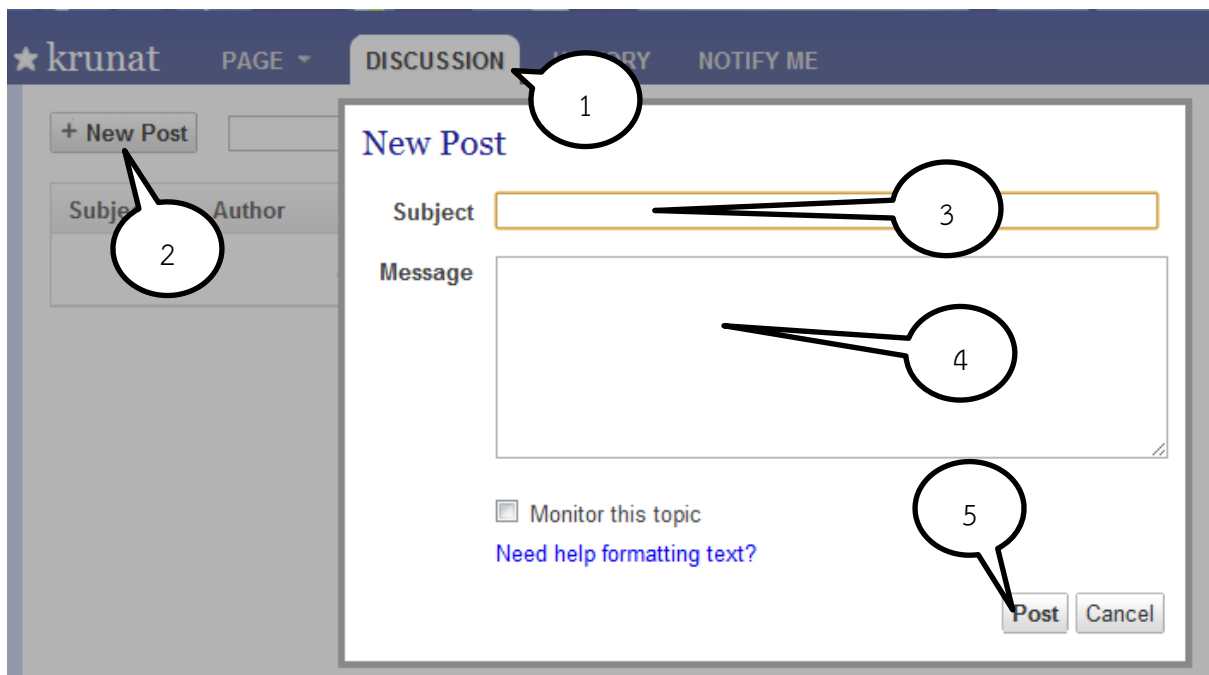 krunat PAGE DISCUSSION NOTIFY ME
1
+ New Post
New Post
Author
Subject
3
2
Message
4
5
Monitor this topic
Need help formatting text?
Post Cancel